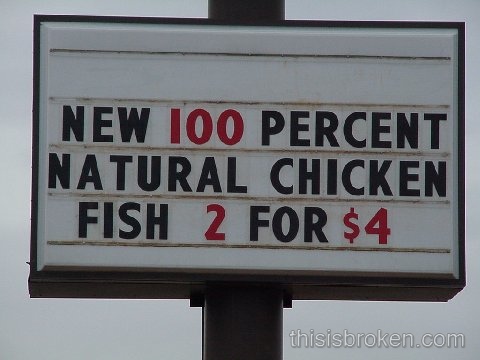 NEW 100 PERCENT
NATURAL CHICKEN
FISH 2 FOR $4
thisisbroken.com